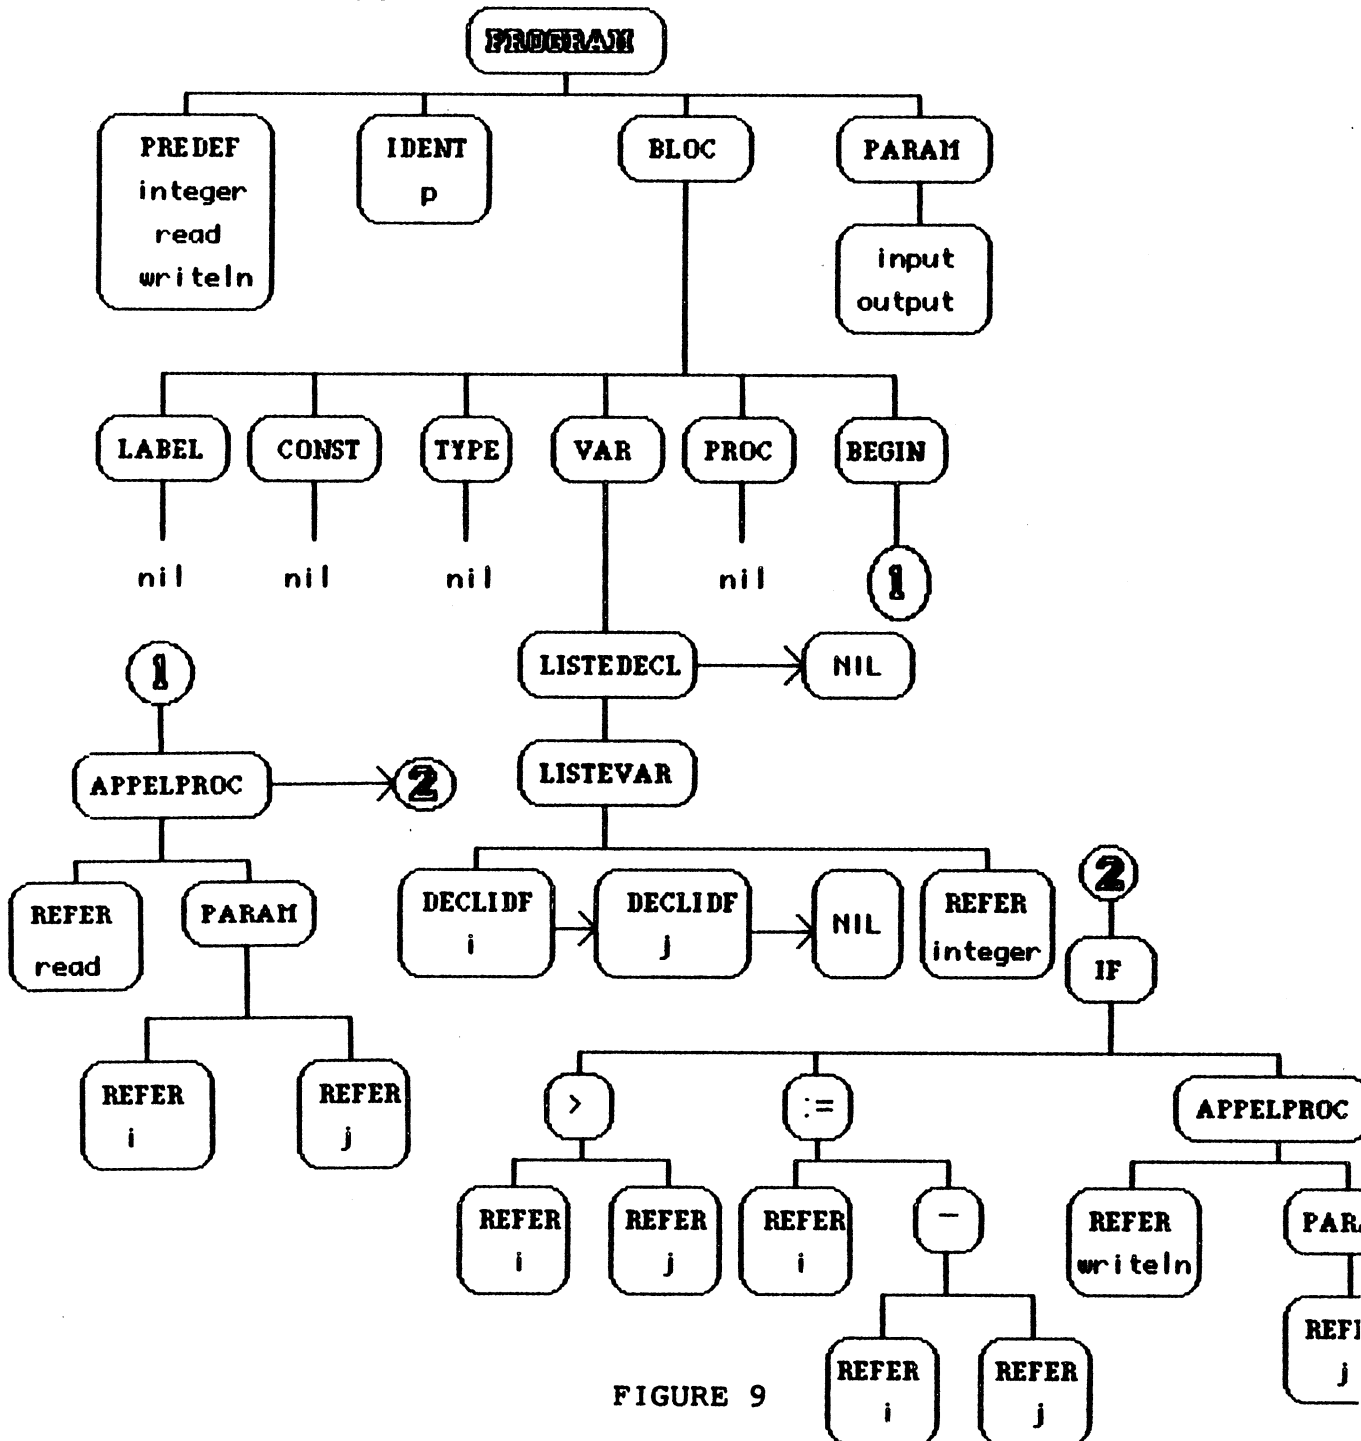 PROGRAM
PREDEF
integer
read
writeln
IDENT
p
BLOC
PARAM
input
output
LABEL
CONST
TYPE
VAR
PROC
BEGIN
nil
nil
nil
nil
1
LISTEDECL
NIL
1
LISTEVAR
APPELPROC
2
DECLIDF
i
DECLIDF
j
NIL
REFER
integer
2
IF
REFER
read
PARAM
REFER
i
REFER
j
>
:=
APPELPROC
REFER
i
REFER
j
REFER
i
-
REFER
writeln
PARA
REFE
j
REFER
i
REFER
j
FIGURE 9